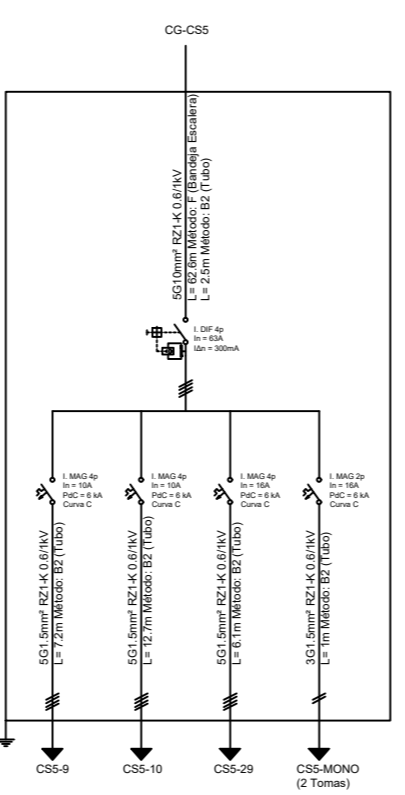 CG-CS5
5G10mm² RZ1-K 0.6/1kV
L= 62.6m Método: F (Bandeja Escalera)
L= 2.5m Método: B2 (Tubo)
I. DIF 4p
In = 63A
IΔn = 300mA
I. MAG 4p
In = 10A
PdC = 6 kA
Curva C
I. MAG 4p
In = 10A
PdC = 6 kA
Curva C
I. MAG 4p
In = 16A
PdC = 6 kA
Curva C
I. MAG 2p
In = 16A
PdC = 6 kA
Curva C
5G1.5mm² RZ1-K 0.6/1kV
L= 7.2m Método: B2 (Tubo)
5G1.5mm² RZ1-K 0.6/1kV
L= 12.7m Método: B2 (Tubo)
5G1.5mm² RZ1-K 0.6/1kV
L= 6.1m Método: B2 (Tubo)
3G1.5mm² RZ1-K 0.6/1kV
L= 1m Método: B2 (Tubo)
CS5-9
CS5-10
CS5-29
CS5-MONO
(2 Tomas)